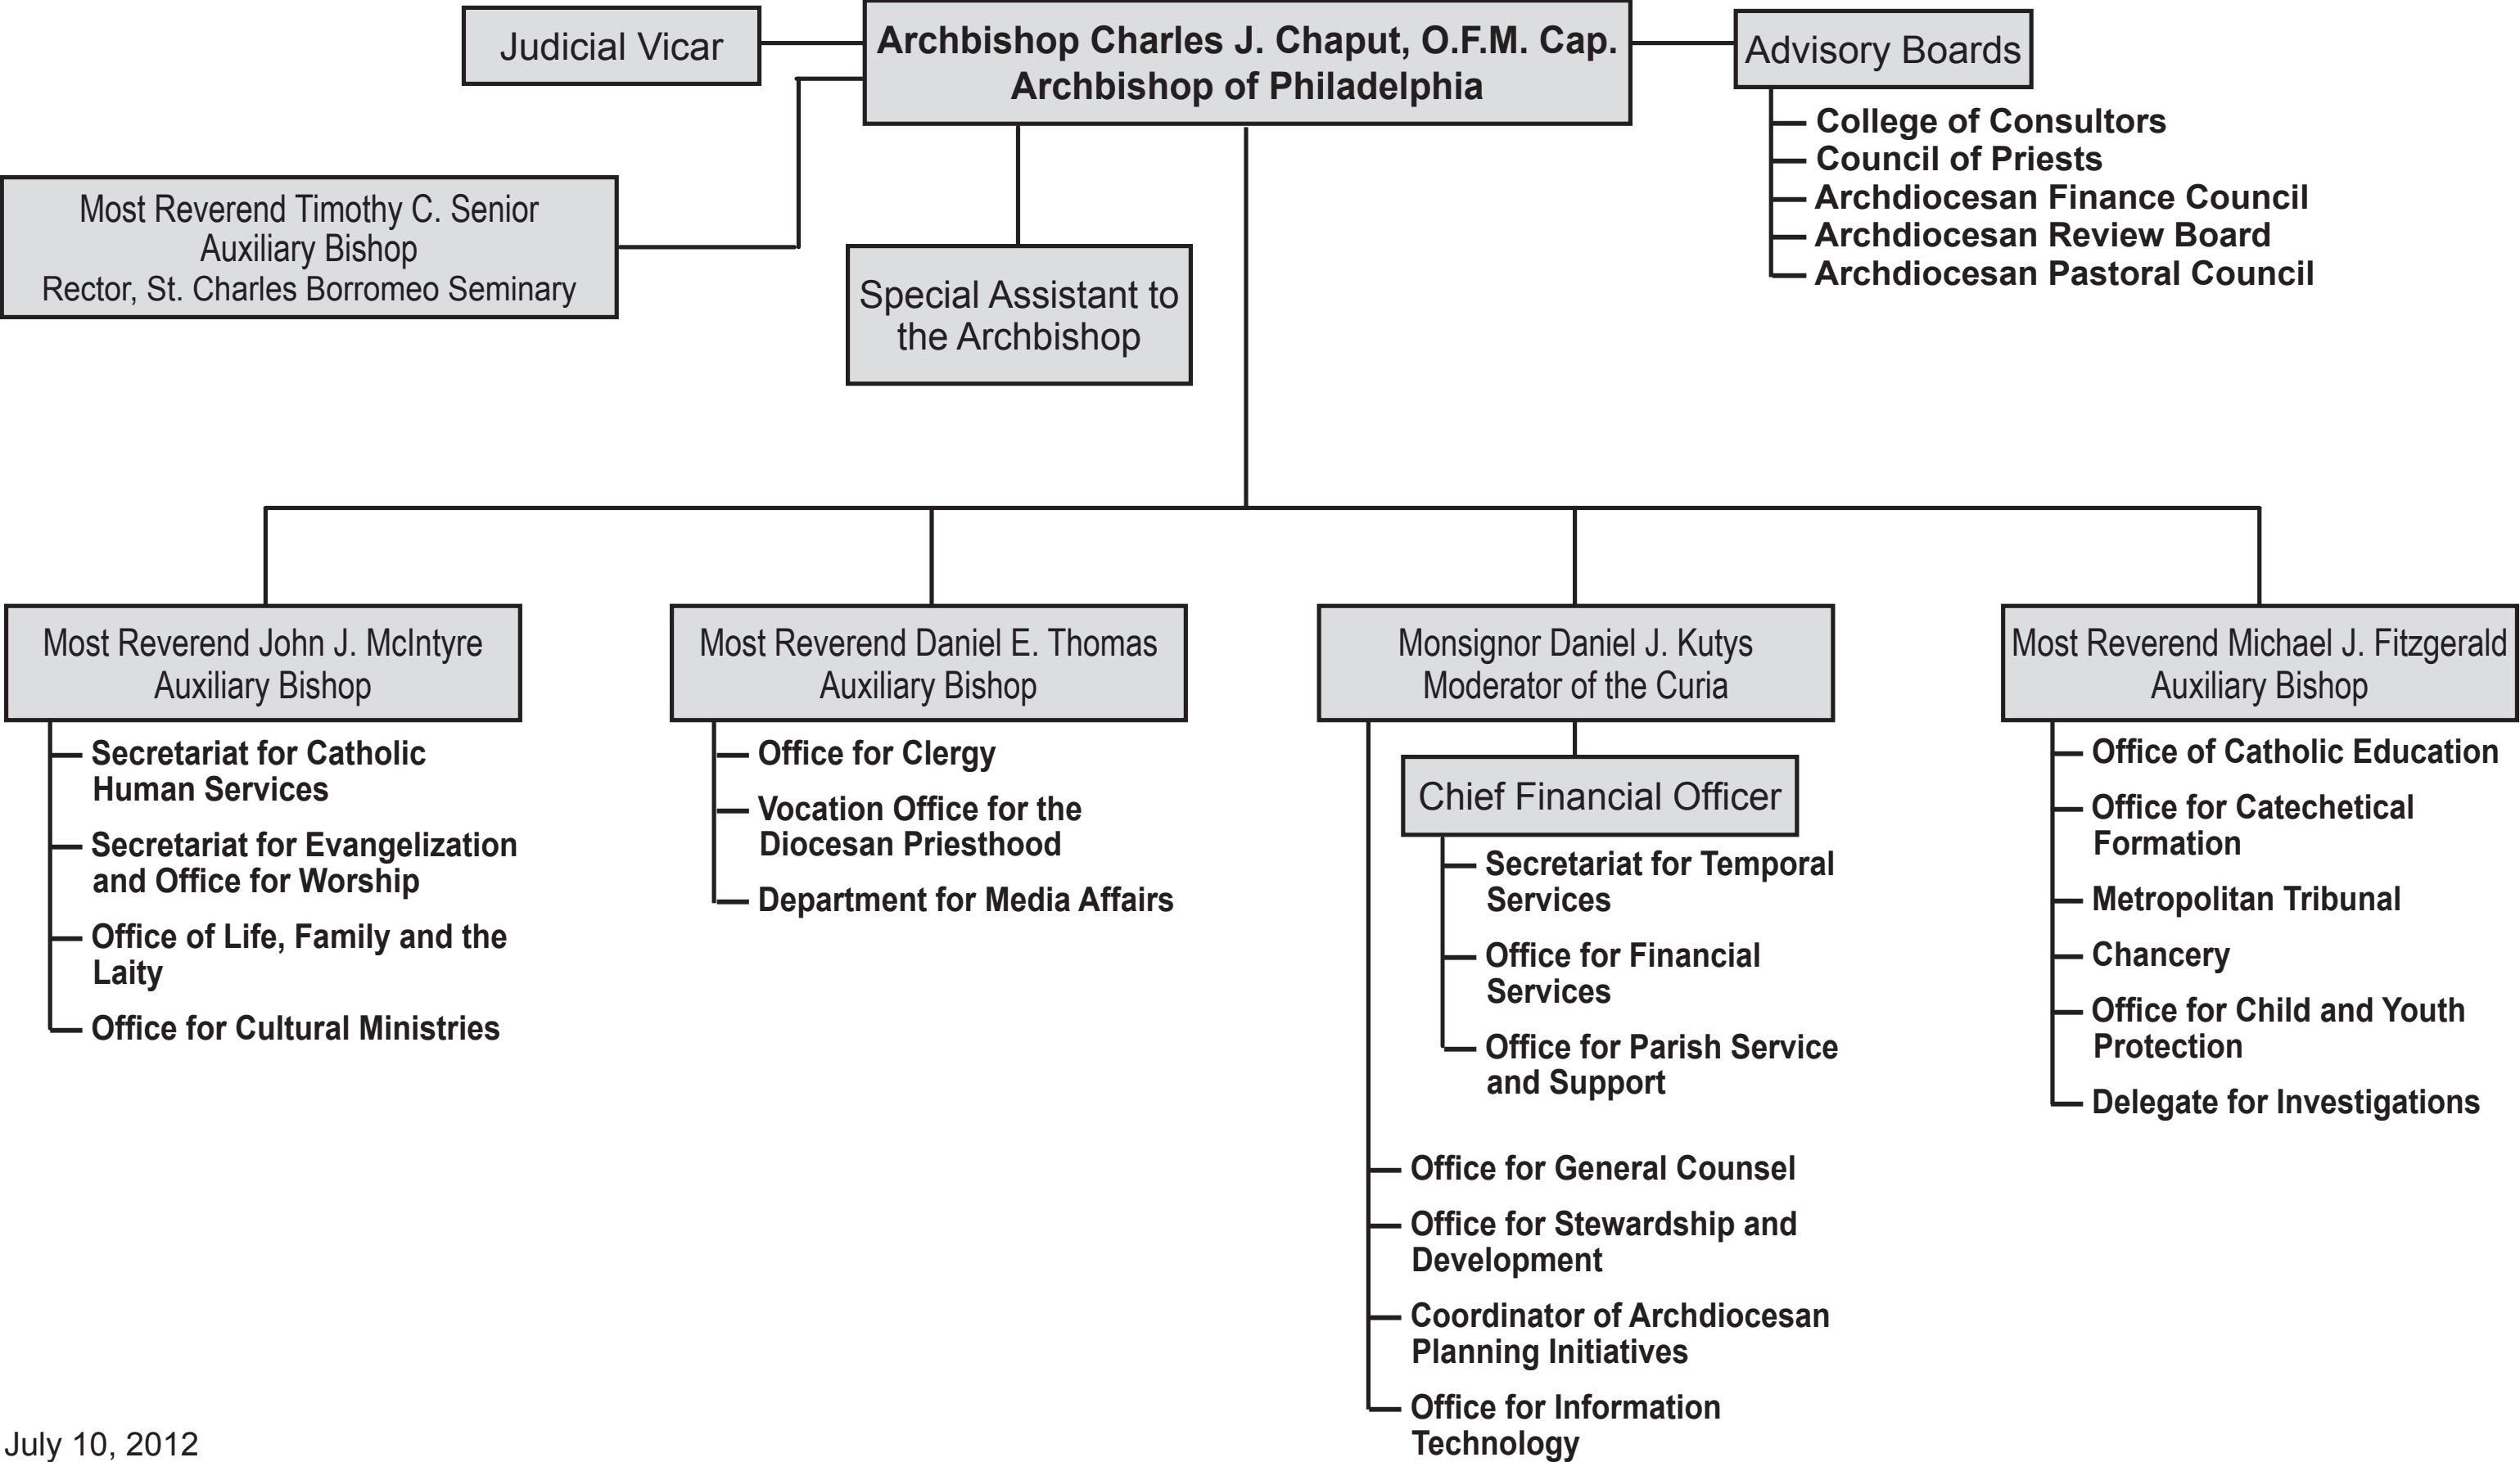 Judicial Vicar
Archbishop Charles J. Chaput, O.F.M. Cap.
Archbishop of Philadelphia
Advisory Boards
College of Consultors
Council of Priests
Archdiocesan Finance Council
Archdiocesan Review Board
Archdiocesan Pastoral Council
Most Reverend Timothy C. Senior
Auxiliary Bishop
Rector, St. Charles Borromeo Seminary
Special Assistant to
the Archbishop
Most Reverend John J. McIntyre
Auxiliary Bishop
Secretariat for Catholic
Human Services
Secretariat for Evangelization
and Office for Worship
Office of Life, Family and the
Laity
Office for Cultural Ministries
Most Reverend Daniel E. Thomas
Auxiliary Bishop
Office for Clergy
Vocation Office for the
Diocesan Priesthood
Department for Media Affairs
Monsignor Daniel J. Kutys
Moderator of the Curia
Chief Financial Officer
Secretariat for Temporal
Services
Office for Financial
Services
Office for Parish Service
and Support
Office for General Counsel
Office for Stewardship and
Development
Coordinator of Archdiocesan
Planning Initiatives
Office for Information
Technology
Most Reverend Michael J. Fitzgerald
Auxiliary Bishop
Office of Catholic Education
Office for Catechetical
Formation
Metropolitan Tribunal
Chancery
Office for Child and Youth
Protection
Delegate for Investigations
July 10, 2012